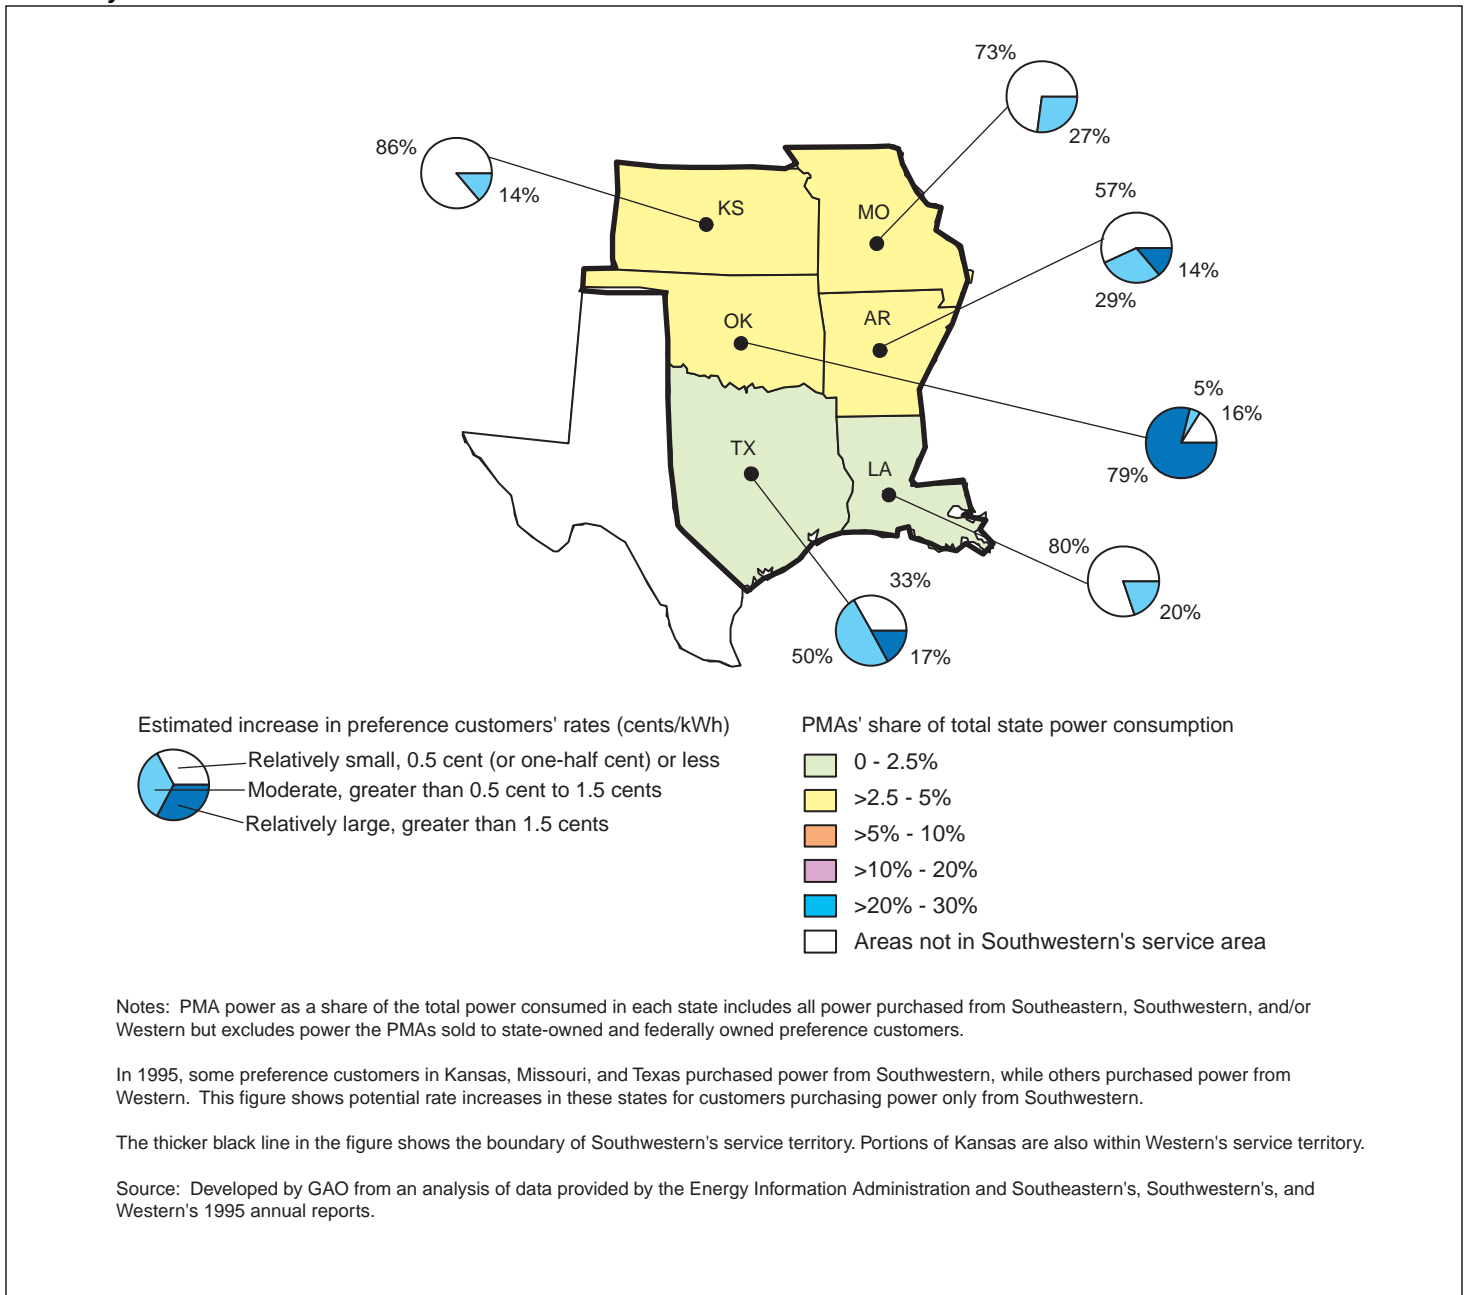 73%
27%
86%
14%
57%
14%
29%
KS
MO
OK
AR
5%
16%
79%
TX
LA
80%
20%
33%
50%
17%
Estimated increase in preference customers' rates (cents/kWh)
Relatively small, 0.5 cent (or one-half cent) or less
Moderate, greater than 0.5 cent to 1.5 cents
Relatively large, greater than 1.5 cents
PMAs' share of total state power consumption
0 - 2.5%
>2.5 - 5%
>5% - 10%
>10% - 20%
>20% - 30%
Areas not in Southwestern's service area
Notes: PMA power as a share of the total power consumed in each state includes all power purchased from Southeastern, Southwestern, and/or
Western but excludes power the PMAs sold to state-owned and federally owned preference customers.
In 1995, some preference customers in Kansas, Missouri, and Texas purchased power from Southwestern, while others purchased power from
Western. This figure shows potential rate increases in these states for customers purchasing power only from Southwestern.
The thicker black line in the figure shows the boundary of Southwestern's service territory. Portions of Kansas are also within Western's service territory.
Source: Developed by GAO from an analysis of data provided by the Energy Information Administration and Southeastern's, Southwestern's, and
Western's 1995 annual reports.